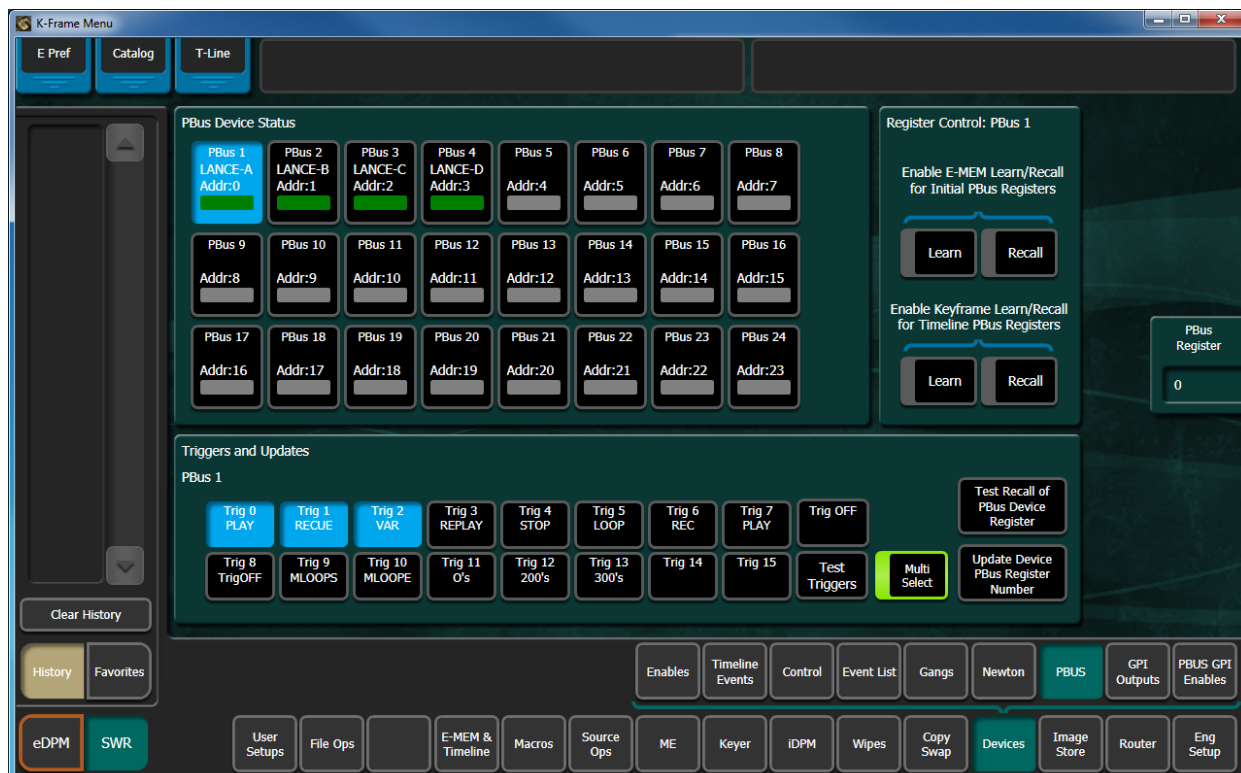 K-Frame Menu
E Pref
Catalog
T-Line
PBus Device Status
PBus 1
LANCE-A
Addr:0
PBus 2
LANCE-B
Addr:1
PBus 3
LANCE-C
Addr:2
PBus 4
LANCE-D
Addr:3
PBus 5
Addr:4
PBus 6
Addr:5
PBus 7
Addr:6
PBus 8
Addr:7
PBus 9
Addr:8
PBus 10
Addr:9
PBus 11
Addr:10
PBus 12
Addr:11
PBus 13
Addr:12
PBus 14
Addr:13
PBus 15
Addr:14
PBus 16
Addr:15
PBus 17
Addr:16
PBus 18
Addr:17
PBus 19
Addr:18
PBus 20
Addr:19
PBus 21
Addr:20
PBus 22
Addr:21
PBus 23
Addr:22
PBus 24
Addr:23
Register Control: PBus 1
Enable E-MEM Learn/Recall
for Initial PBus Registers
Learn
Recall
Enable Keyframe Learn/Recall
for Timeline PBus Registers
Learn
Recall
PBus
Register
0
Triggers and Updates
PBus 1
Trig 0
PLAY
Trig 1
RECUE
Trig 2
VAR
Trig 3
REPLAY
Trig 4
STOP
Trig 5
LOOP
Trig 6
REC
Trig 7
PLAY
Trig OFF
Trig 8
TrigOFF
Trig 9
MLOOPS
Trig 10
MLOOPE
Trig 11
0's
Trig 12
200's
Trig 13
300's
Trig 14
Trig 15
Test
Triggers
Multi
Select
Test Recall of
PBus Device
Register
Update Device
PBus Register
Number
Clear History
History
Favorites
Enables
Timeline
Events
Control
Event List
Gangs
Newton
PBUS
GPI
Outputs
PBUS GPI
Enables
eDPM
SWR
User
Setups
File Ops
E-MEM &
Timeline
Macros
Source
Ops
ME
Keyer
iDPM
Wipes
Copy
Swap
Devices
Image
Store
Router
Eng
Setup